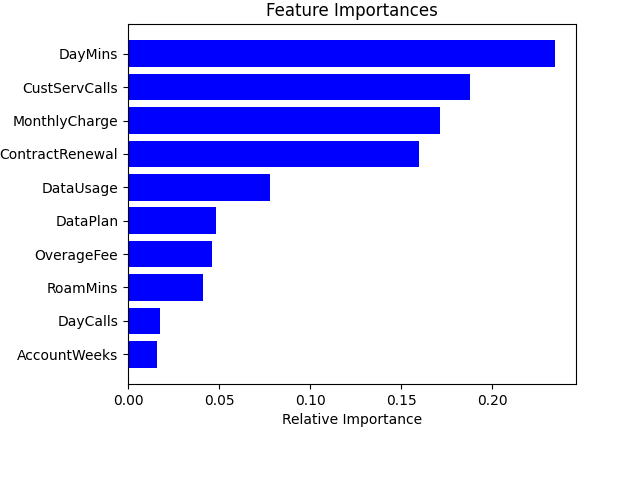 Feature Importances
DayMins
CustServCalls
MonthlyCharge
ContractRenewal
DataUsage
DataPlan
OverageFee
RoamMins
DayCalls
AccountWeeks
0.00 0.05 0.10 0.15 0.20
Relative Importance